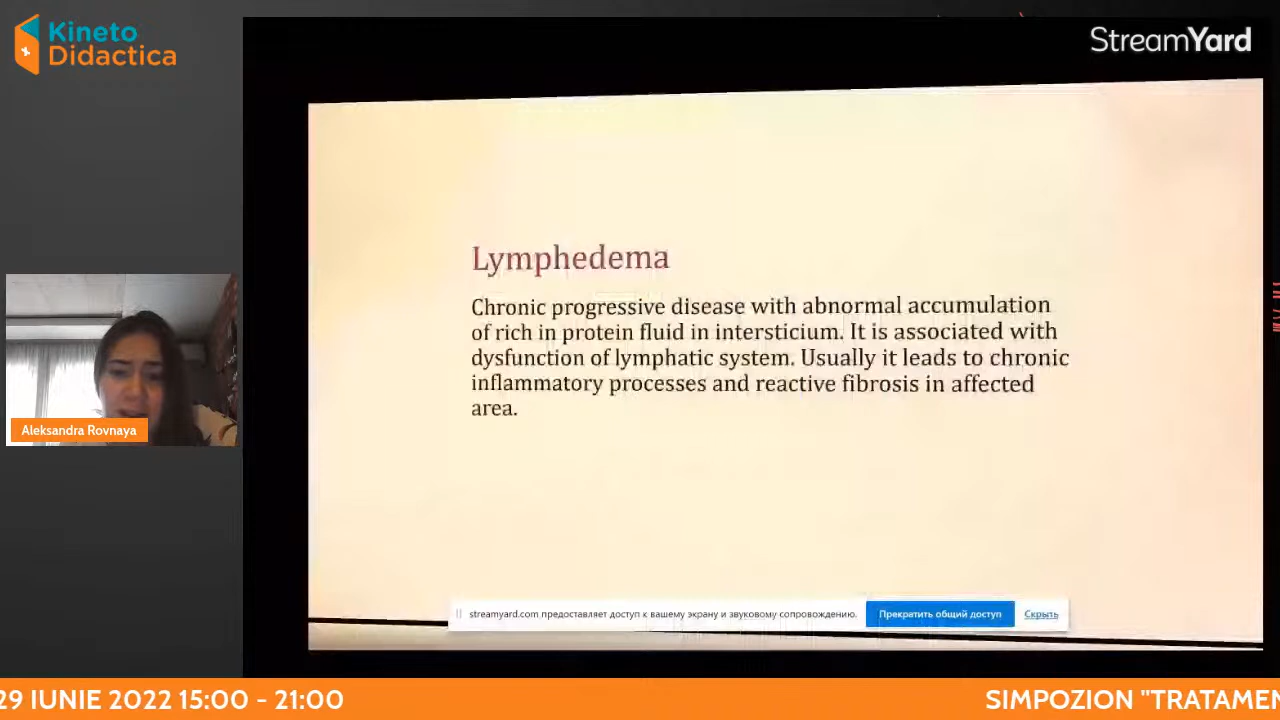 Kineto
Didactica
StreamYard
Lymphedema
Chronic progressive disease with abnormal accumulation
of rich in protein fluid in intersticium. It is associated with
dysfunction of lymphatic system. Usually it leads to chronic
inflammatory processes and reactive fibrosis in affected
area.
Aleksandra Rovnaya
streamyard.com предоставляет доступ к вашему экрану и звуковому сопровождению.
Прекратить общий доступ
Скрыть
29 IUNIE 2022 15:00 - 21:00
SIMPOZION "TRATAMEN